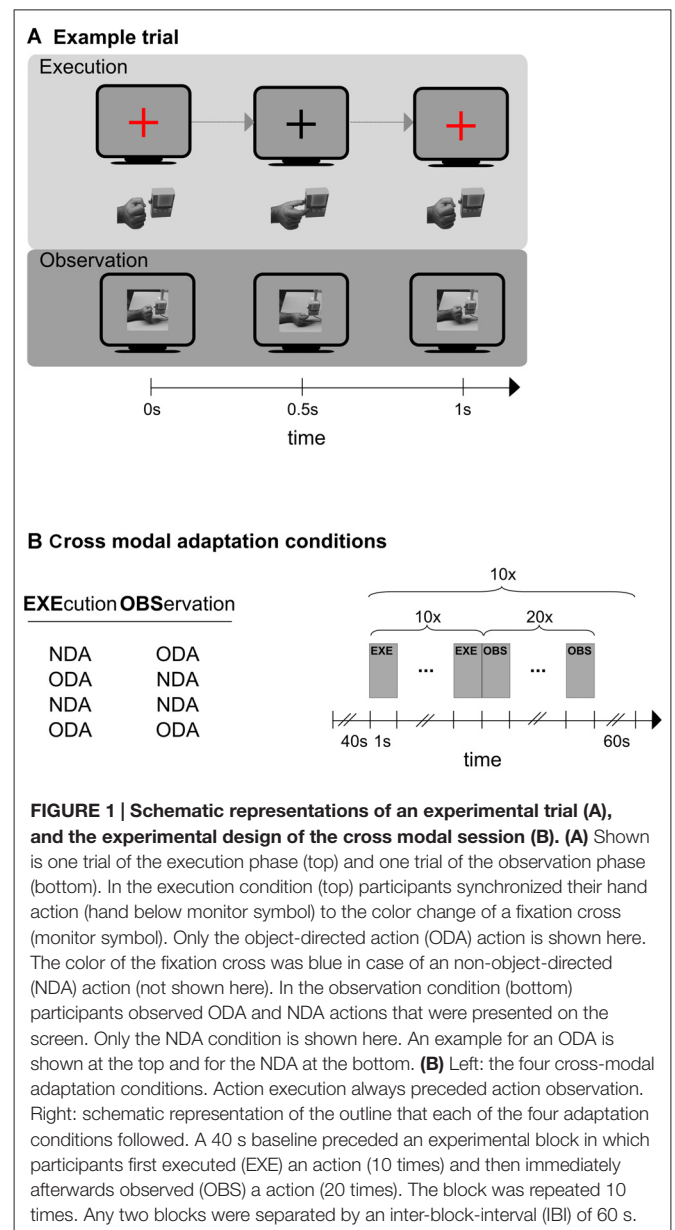 A Example trial
Execution
Observation
0s 0.5s 1s
time
B Cross modal adaptation conditions
EXEcution OBServation
NDA ODA
ODA NDA
NDA NDA
ODA ODA
10x
10x 20x
EXE ... EXE OBS ... OBS
40s 1s 60s
time
FIGURE 1 | Schematic representations of an experimental trial (A),
and the experimental design of the cross modal session (B). (A) Shown
is one trial of the execution phase (top) and one trial of the observation phase
(bottom). In the execution condition (top) participants synchronized their hand
action (hand below monitor symbol) to the color change of a fixation cross
(monitor symbol). Only the object-directed action (ODA) action is shown here.
The color of the fixation cross was blue in case of an non-object-directed
(NDA) action (not shown here). In the observation condition (bottom)
participants observed ODA and NDA actions that were presented on the
screen. Only the NDA condition is shown here. An example for an ODA is
shown at the top and for the NDA at the bottom. (B) Left: the four cross-modal
adaptation conditions. Action execution always preceded action observation.
Right: schematic representation of the outline that each of the four adaptation
conditions followed. A 40 s baseline preceded an experimental block in which
participants first executed (EXE) an action (10 times) and then immediately
afterwards observed (OBS) a action (20 times). The block was repeated 10
times. Any two blocks were separated by an inter-block-interval (IBI) of 60 s.